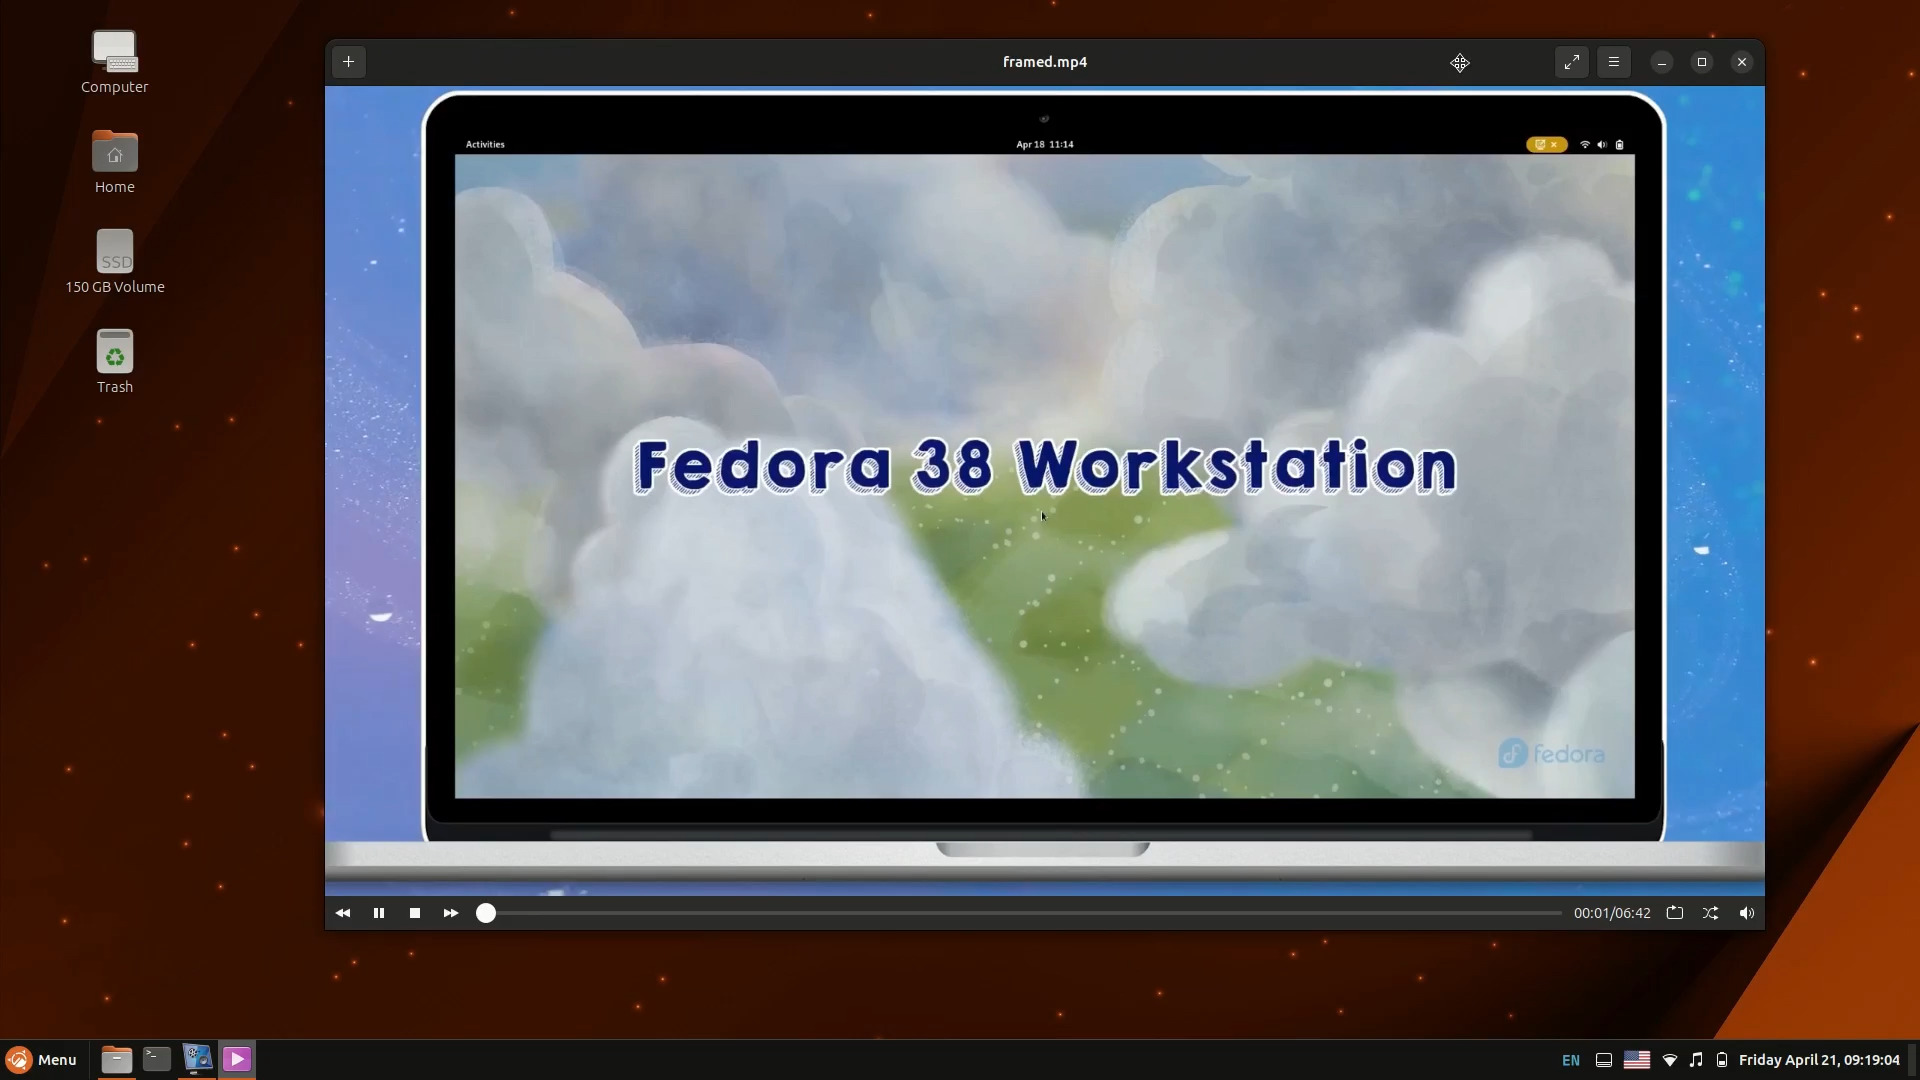 framed.mp4
Computer
Activities
Apr 18 11:14
Home
SSD
150 GB Volume
Trash
Fedora 38 Workstation
fedora
00:01/06:42
Menu
EN
Friday April 21, 09:19:04